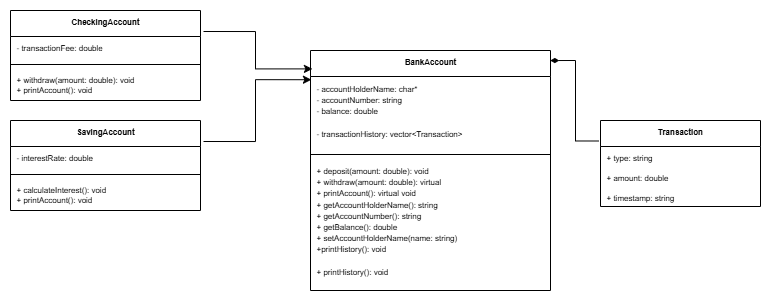 CheckingAccount
- transactionFee: double
+ withdraw(amount: double): void
+ printAccount(): void
SavingAccount
- interestRate: double
+ calculateInterest(): void
+ printAccount(): void
BankAccount
- accountHolderName: char*
- accountNumber: string
- balance: double
- transactionHistory: vector<Transaction>
+ deposit(amount: double): void
+ withdraw(amount: double): virtual
+ printAccount(): virtual void
+ getAccountHolderName(): string
+ getAccountNumber(): string
+ getBalance(): double
+ setAccountHolderName(name: string)
+printHistory(): void
+ printHistory(): void
Transaction
+ type: string
+ amount: double
+ timestamp: string